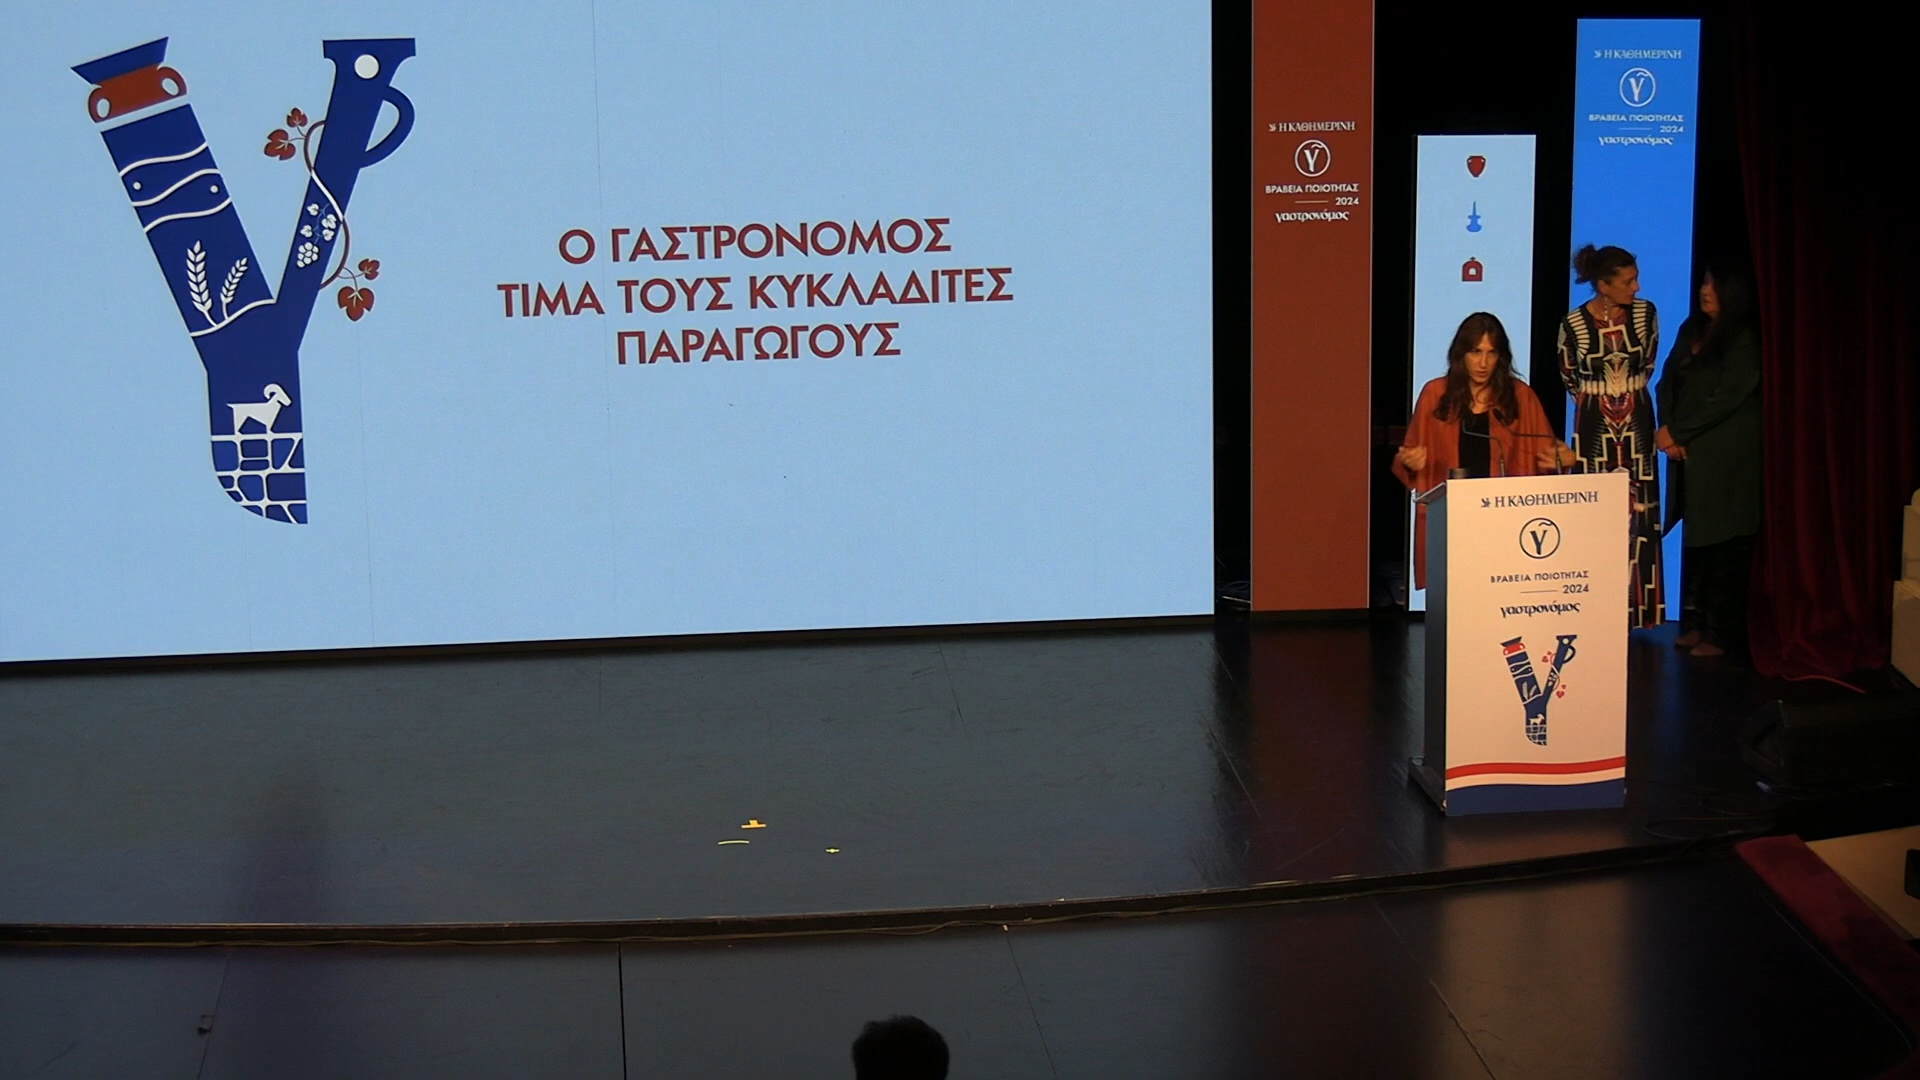 Ο ΓΑΣΤΡΟΝΟΜΟΣ
ΤΙΜΑ ΤΟΥΣ ΚΥΚΛΑΔΙΤΕΣ
ΠΑΡΑΓΩΓΟΥΣ
Η ΚΑΘΗΜΕΡΙΝΗ
γ
ΒΡΑΒΕΙΑ ΠΟΙΟΤΗΤΑΣ
2024
γαστρονόμος
Η ΚΑΘΗΜΕΡΙΝΗ
γ
ΒΡΑΒΕΙΑ ΠΟΙΟΤΗΤΑΣ
2024
γαστρονόμος
Η ΚΑΘΗΜΕΡΙΝΗ
γ
ΒΡΑΒΕΙΑ ΠΟΙΟΤΗΤΑΣ
2024
γαστρονόμος